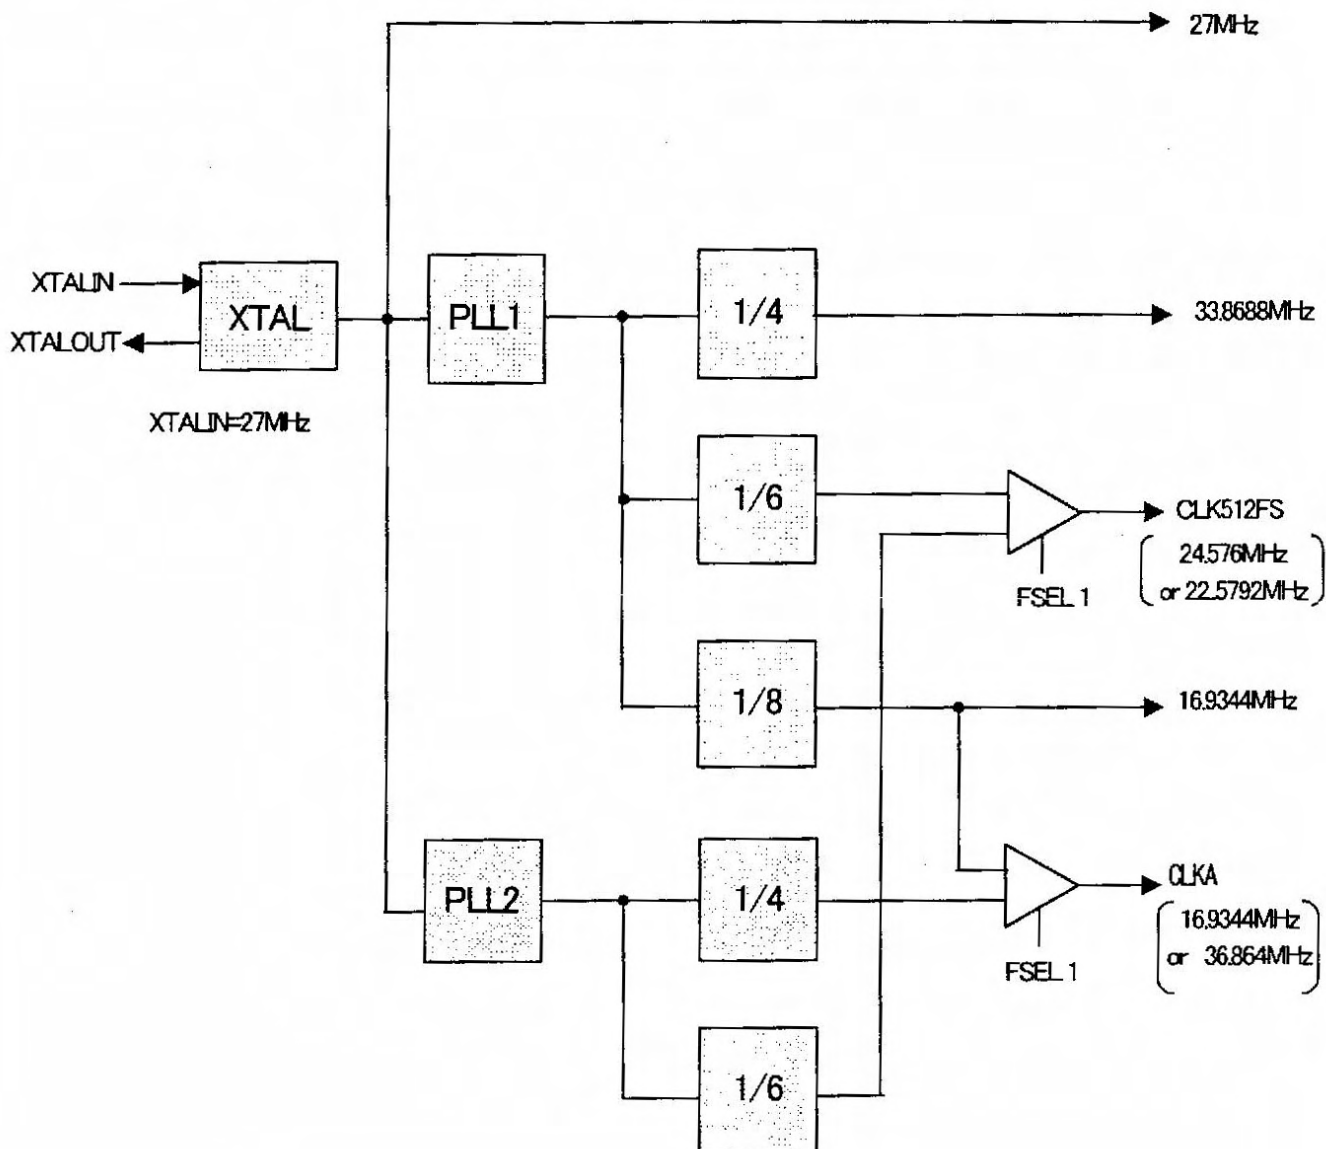 27MHz
XTALIN
XTALOUT
XTAL
PLL1
1/4
33.8688MHz
XTALIN=27MHz
1/6
CLK512FS
24.576MHz
or 22.5792MHz
FSEL 1
1/8
16.9344MHz
PLL2
1/4
CLKA
16.9344MHz
or 36.864MHz
FSEL 1
1/6